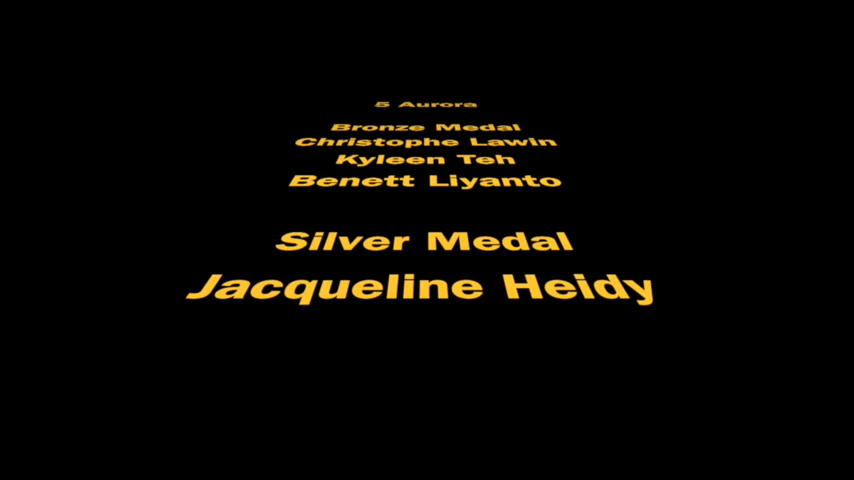 5 Aurora
Bronze Medal
Christophe Lawin
Kyleen Teh
Benett Liyanto
Silver Medal
Jacqueline Heidy